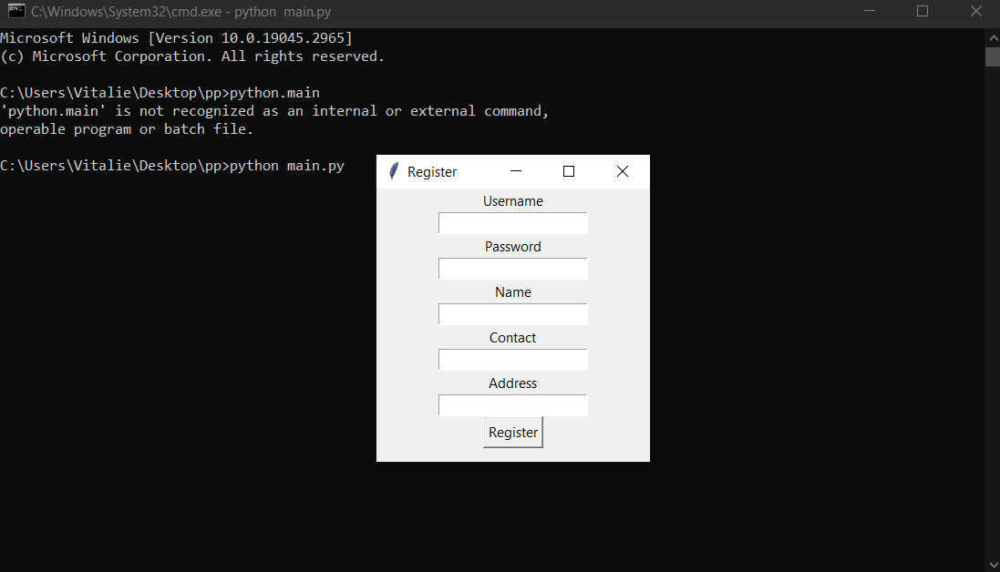 C:\Windows\System32\cmd.exe - python  main.py
Microsoft Windows [Version 10.0.19045.2965]
(c) Microsoft Corporation. All rights reserved.
C:\Users\Vitalie\Desktop\pp>python.main
'python.main' is not recognized as an internal or external command,
operable program or batch file.
C:\Users\Vitalie\Desktop\pp>python main.py
Register
Username
Password
Name
Contact
Address
Register